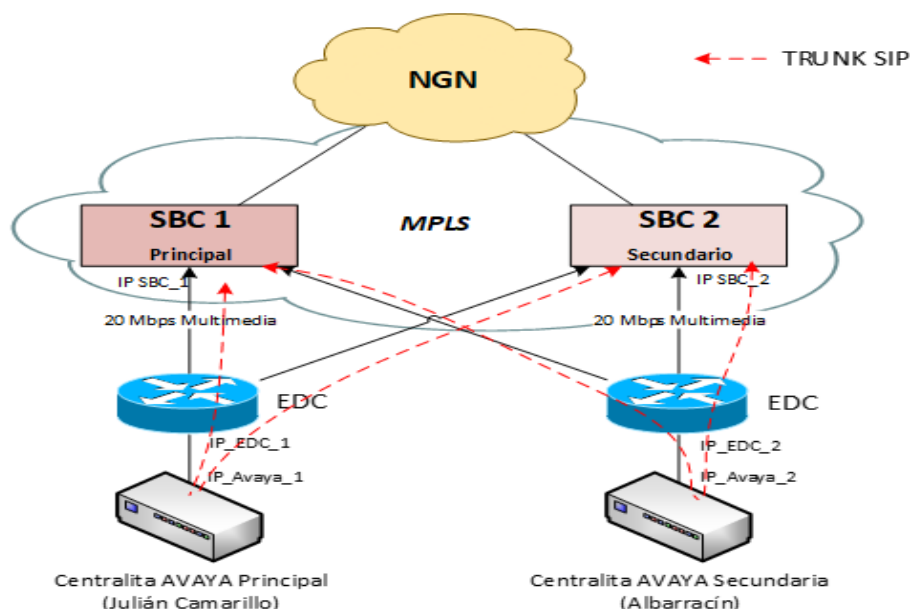 NGN
TRUNK SIP
SBC 1
Principal
MPLS
SBC 2
Secundario
IP SBC_1
IP SBC_2
20 Mbps Multimedia
20 Mbps Multimedia
EDC
EDC
IP_EDC_1
IP_EDC_2
IP_Avaya_1
IP_Avaya_2
Centralita AVAYA Principal
(Julián Camarillo)
Centralita AVAYA Secundaria
(Albarracín)